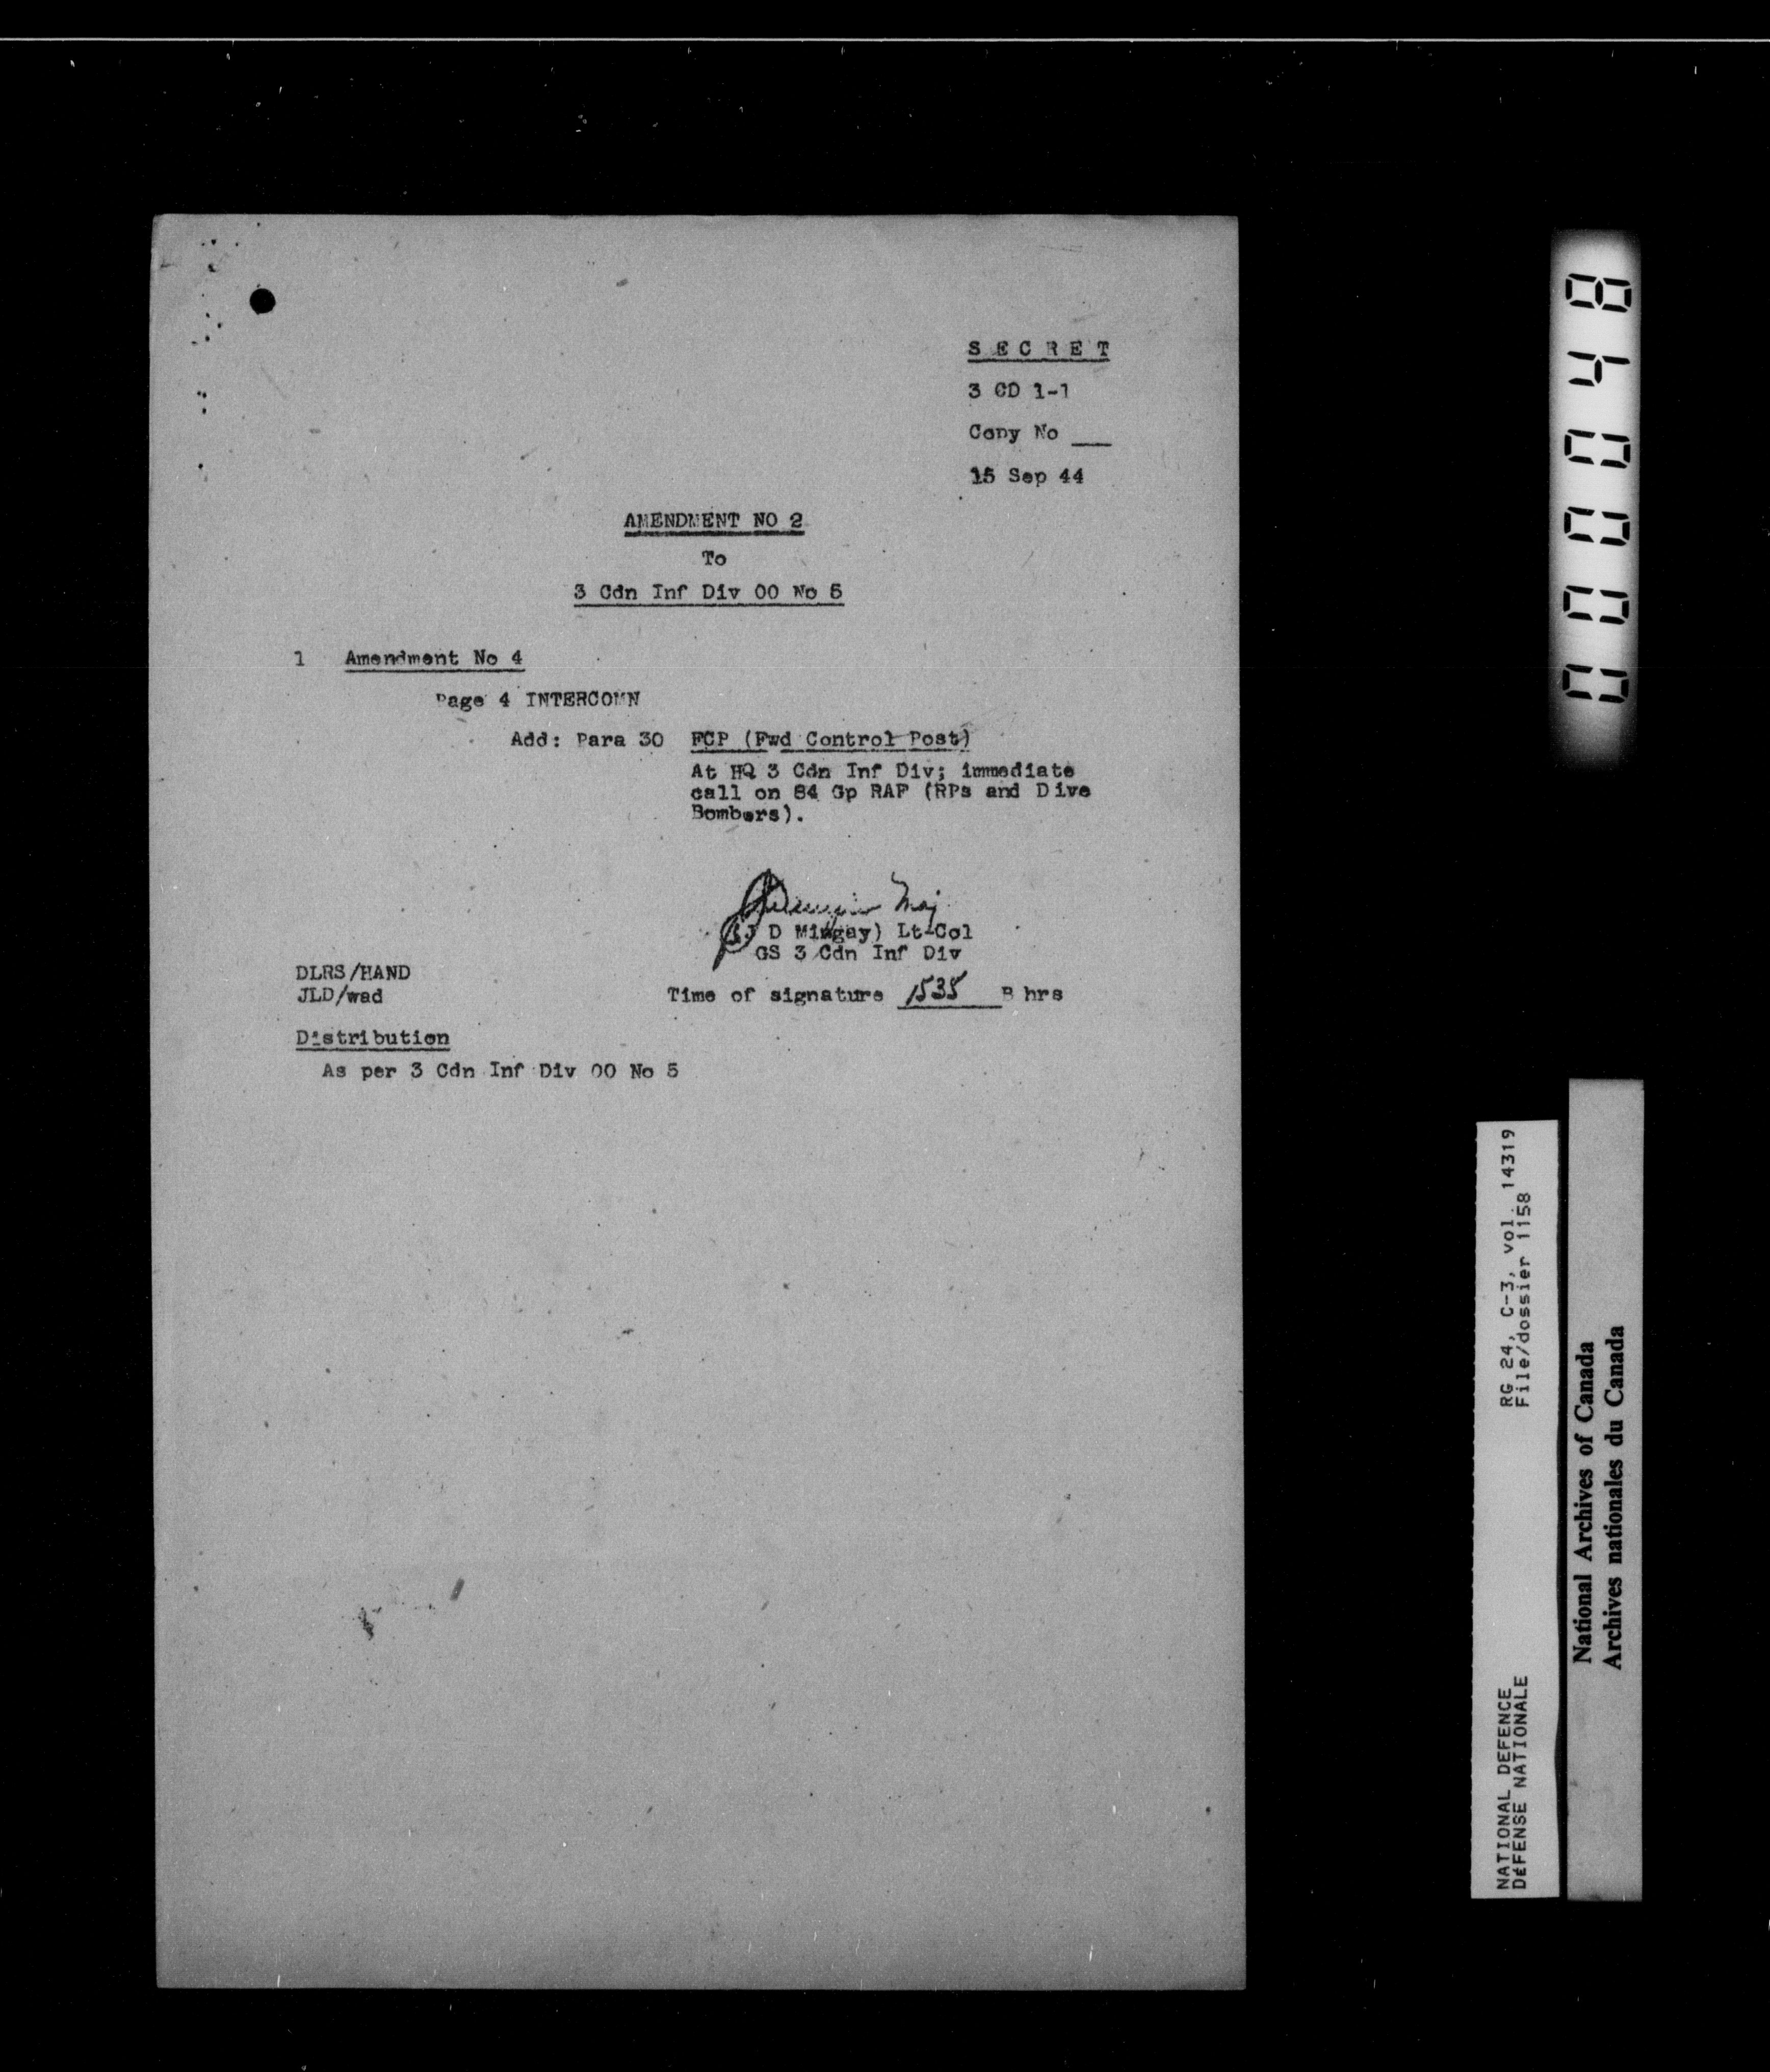 S E C R E T
3 CD 1-1
Copy No ___
15 Sep 44
AMENDMENT NO 2
To
3 Cdn Inf Div OO No 5
1 Amendment No 4
Page 4 INTERCOMN
Add: Para 30 FCP (Fwd Control Post)
At HQ 3 Cdn Inf Div; immediate
call on 84 Gp RAF (RPs and Dive
Bombers).
Maj
D Mingay) Lt-Col
GS 3 Cdn Inf Div
DLRS/HAND
JLD/wad
Time of signature 1535 B hrs
Distribution
As per 3 Cdn Inf Div OO No 5
000048
RG 24, C-3, vol. 14319
File/dossier 1158
NATIONAL DEFENCE
DÉFENSE NATIONALE
National Archives of Canada
Archives nationales du Canada